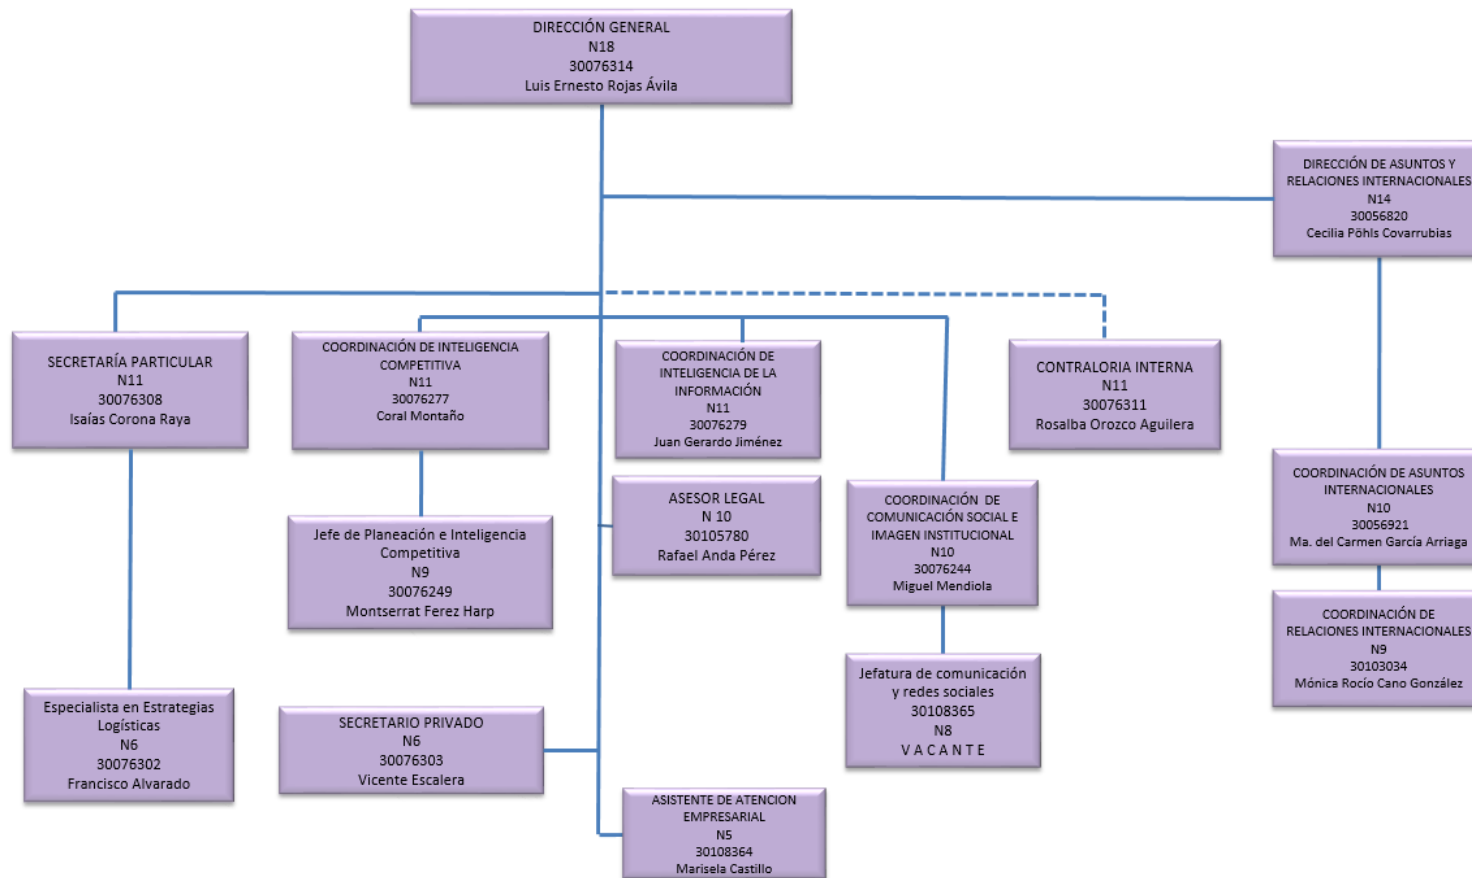 DIRECCIÓN GENERAL
N18
30076314
Luis Ernesto Rojas Ávila
DIRECCIÓN DE ASUNTOS Y
RELACIONES INTERNACIONALES
N14
30056820
Cecilia Pöhls Covarrubias
SECRETARÍA PARTICULAR
N11
30076308
Isaías Corona Raya
COORDINACIÓN DE INTELIGENCIA
COMPETITIVA
N11
30076277
Coral Montaño
COORDINACIÓN DE
INTELIGENCIA DE LA
INFORMACIÓN
N11
30076279
Juan Gerardo Jiménez
CONTRALORIA INTERNA
N11
30076311
Rosalba Orozco Aguilera
Jefe de Planeación e Inteligencia
Competitiva
N9
30076249
Montserrat Ferez Harp
ASESOR LEGAL
N 10
30105780
Rafael Anda Pérez
COORDINACIÓN DE
COMUNICACIÓN SOCIAL E
IMAGEN INSTITUCIONAL
N10
30076244
Miguel Mendiola
COORDINACIÓN DE ASUNTOS
INTERNACIONALES
N10
30056921
Ma. del Carmen García Arriaga
COORDINACIÓN DE
RELACIONES INTERNACIONALES
N9
30103034
Mónica Rocío Cano González
Especialista en Estrategias
Logísticas
N6
30076302
Francisco Alvarado
SECRETARIO PRIVADO
N6
30076303
Vicente Escalera
Jefatura de comunicación
y redes sociales
30108365
N8
V A C A N T E
ASISTENTE DE ATENCION
EMPRESARIAL
N5
30108364
Marisela Castillo